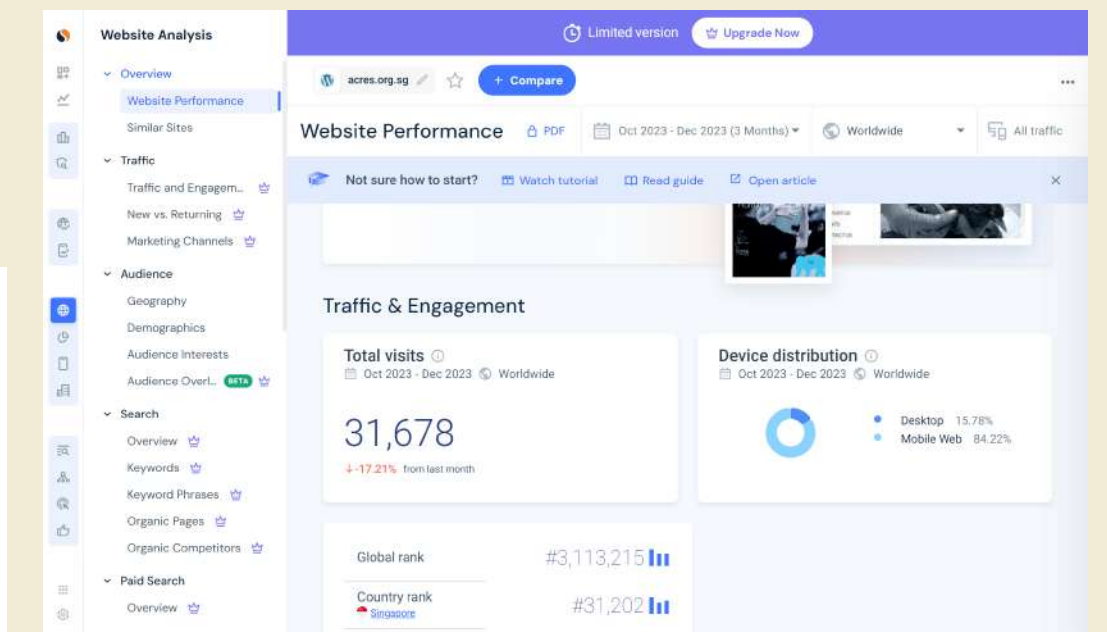 Website Analysis
Overview
Website Performance
Similar Sites
Traffic
Traffic and Engagem...
New vs. Returning
Marketing Channels
Audience
Geography
Demographics
Audience Interests
Audience Overl... BETA
Search
Overview
Keywords
Keyword Phrases
Organic Pages
Organic Competitors
Paid Search
Overview
Limited version Upgrade Now
acres.org.sg + Compare
Website Performance PDF Oct 2023 - Dec 2023 (3 Months) Worldwide All traffic
Not sure how to start? Watch tutorial Read guide Open article
Traffic & Engagement
Total visits
Oct 2023 - Dec 2023 Worldwide
31,678
↓-17.21% from last month
Device distribution
Oct 2023 - Dec 2023 Worldwide
Desktop 15.78%
Mobile Web 84.22%
Global rank #3,113,215
Country rank #31,202
Singapore